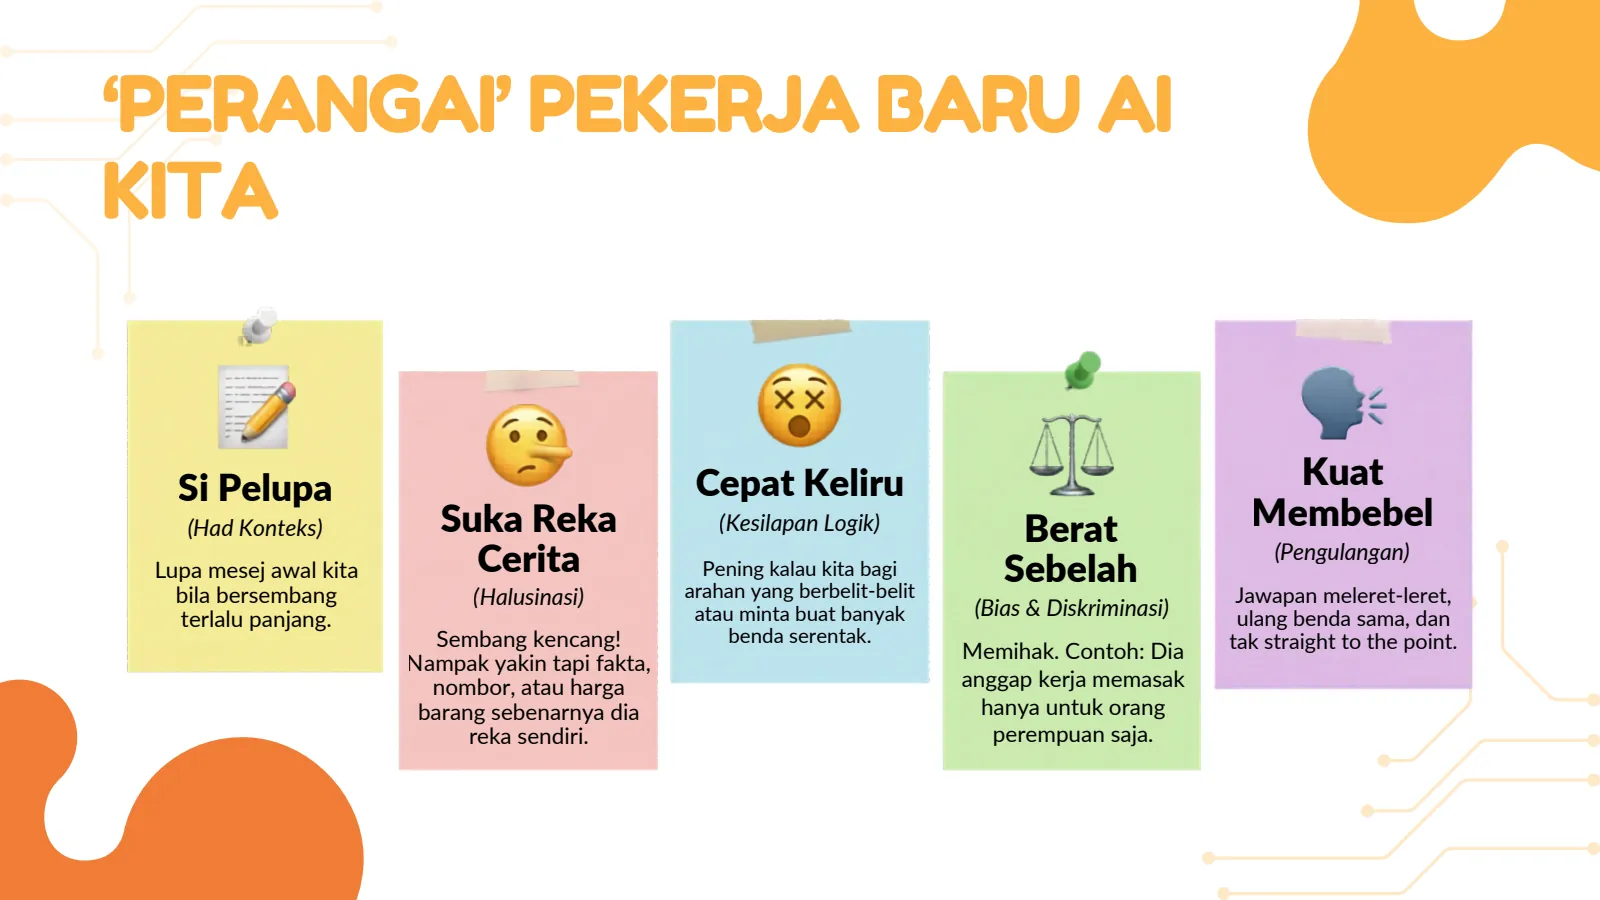 ‘PERANGAI’ PEKERJA BARU AI
KITA
Si Pelupa
(Had Konteks)
Lupa mesej awal kita
bila bersembang
terlalu panjang.
Suka Reka
Cerita
(Halusinasi)
Sembang kencang!
Nampak yakin tapi fakta,
nombor, atau harga
barang sebenarnya dia
reka sendiri.
Cepat Keliru
(Kesilapan Logik)
Pening kalau kita bagi
arahan yang berbelit-belit
atau minta buat banyak
benda serentak.
Berat
Sebelah
(Bias & Diskriminasi)
Memihak. Contoh: Dia
anggap kerja memasak
hanya untuk orang
perempuan saja.
Kuat
Membebel
(Pengulangan)
Jawapan meleret-leret,
ulang benda sama, dan
tak straight to the point.